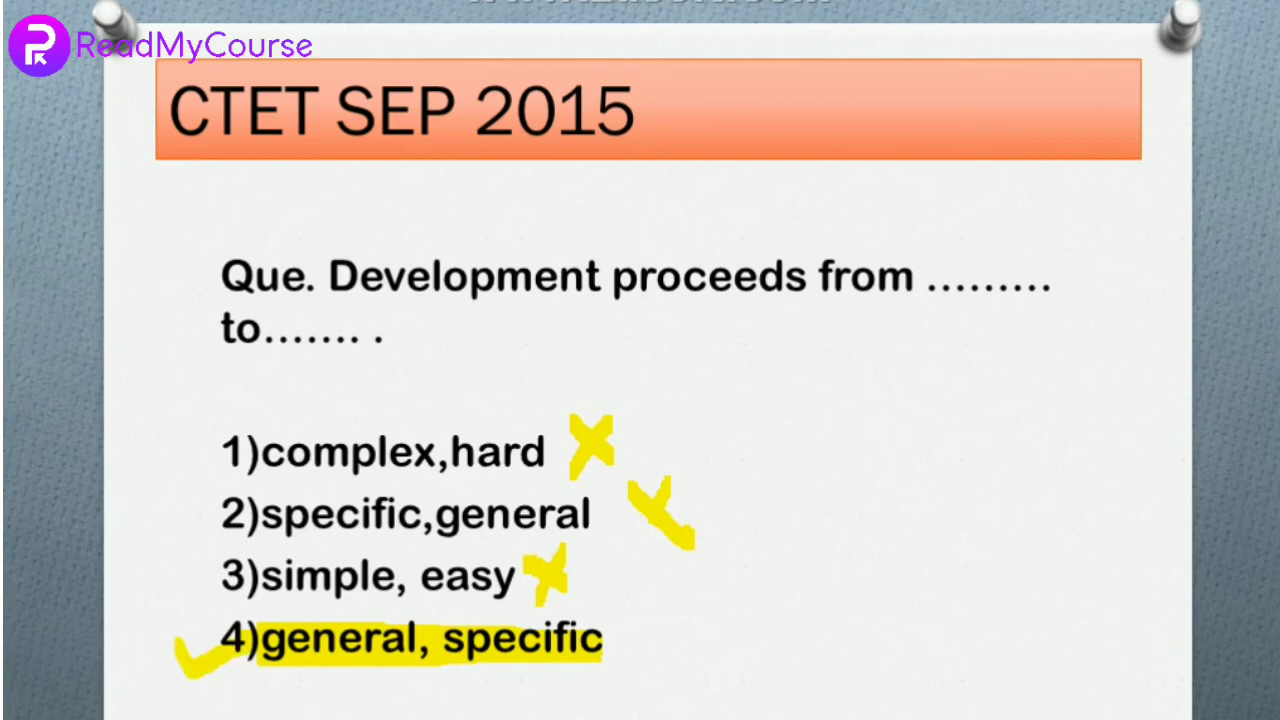 ReadMyCourse
CTET SEP 2015
Que. Development proceeds from .........
to....... .
1)complex,hard
2)specific,general
3)simple, easy
4)general, specific